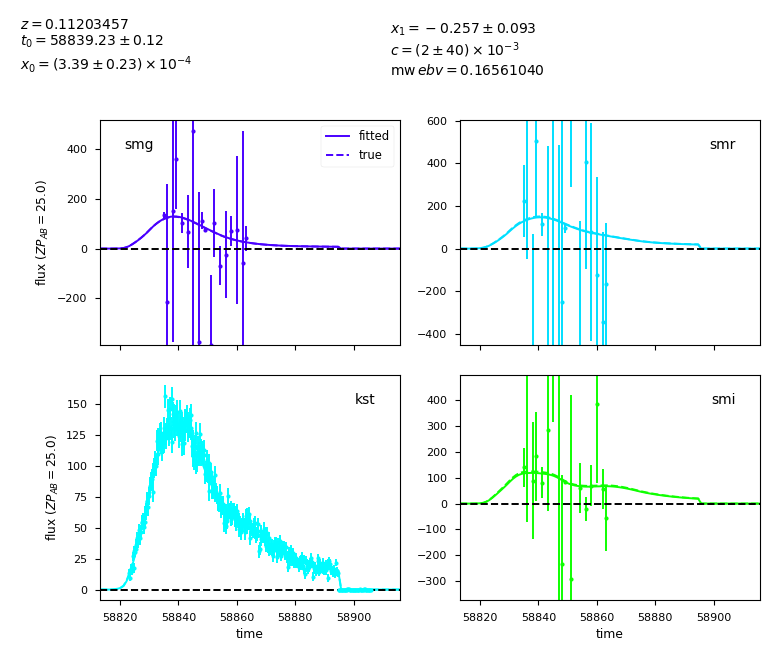 z = 0.11203457
t₀ = 58839.23 ± 0.12
x₀ = (3.39 ± 0.23) × 10⁻⁴
x₁ = −0.257 ± 0.093
c = (2 ± 40) × 10⁻³
mw ebv = 0.16561040
smg
fitted
true
400
200
0
−200
flux (ZP_AB = 25.0)
smr
600
400
200
0
−200
−400
kst
150
125
100
75
50
25
0
flux (ZP_AB = 25.0)
58820 58840 58860 58880 58900
time
smi
400
300
200
100
0
−100
−200
−300
58820 58840 58860 58880 58900
time